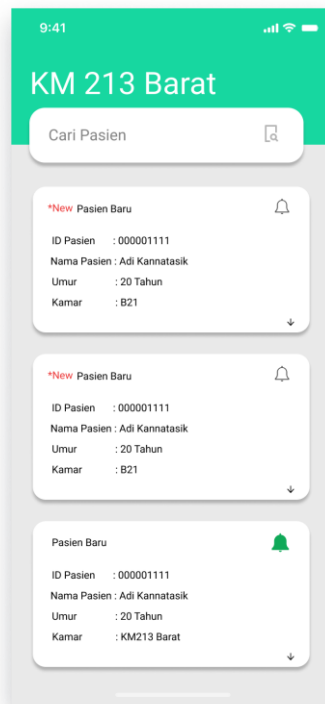 9:41
KM 213 Barat
Cari Pasien
*New Pasien Baru
ID Pasien : 000001111
Nama Pasien : Adi Kannatasik
Umur : 20 Tahun
Kamar : B21
*New Pasien Baru
ID Pasien : 000001111
Nama Pasien : Adi Kannatasik
Umur : 20 Tahun
Kamar : B21
Pasien Baru
ID Pasien : 000001111
Nama Pasien : Adi Kannatasik
Umur : 20 Tahun
Kamar : KM213 Barat